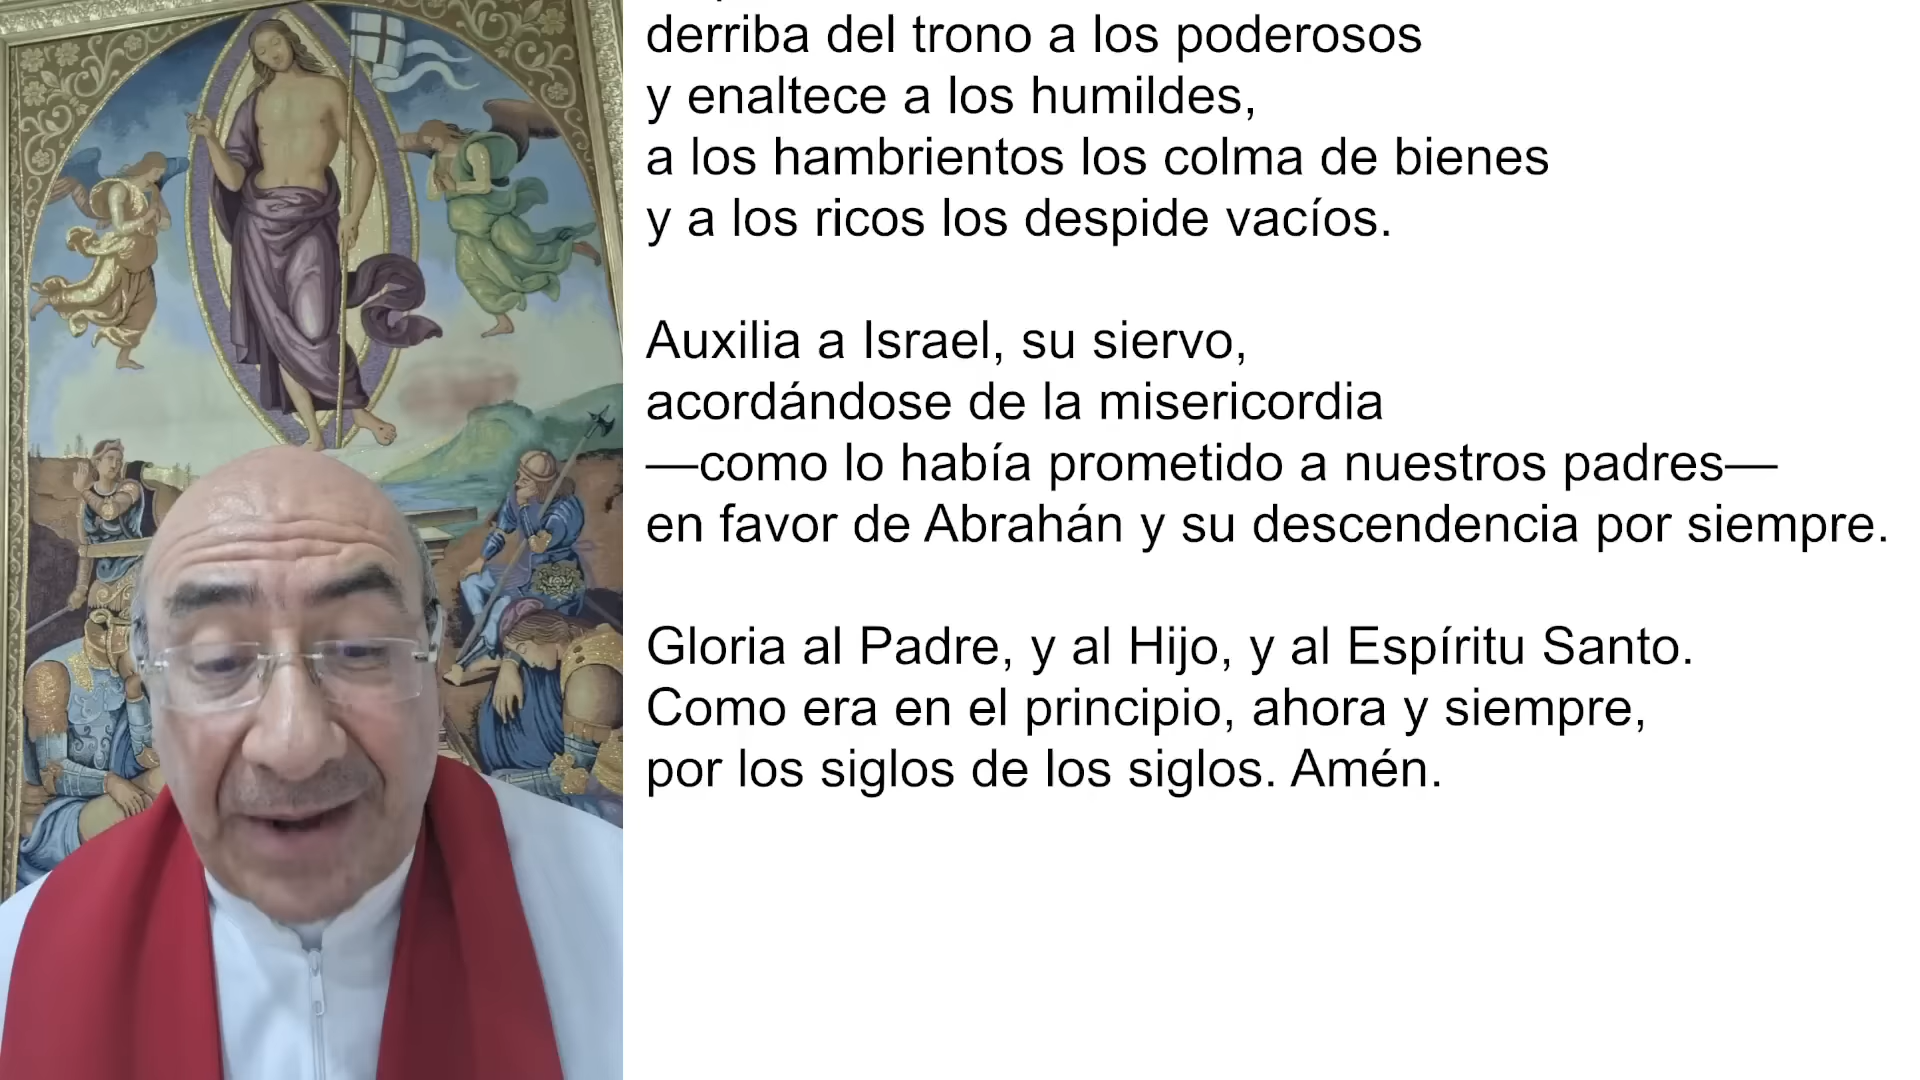 derriba del trono a los poderosos
y enaltece a los humildes,
a los hambrientos los colma de bienes
y a los ricos los despide vacíos.
Auxilia a Israel, su siervo,
acordándose de la misericordia
—como lo había prometido a nuestros padres—
en favor de Abrahán y su descendencia por siempre.
Gloria al Padre, y al Hijo, y al Espíritu Santo.
Como era en el principio, ahora y siempre,
por los siglos de los siglos. Amén.